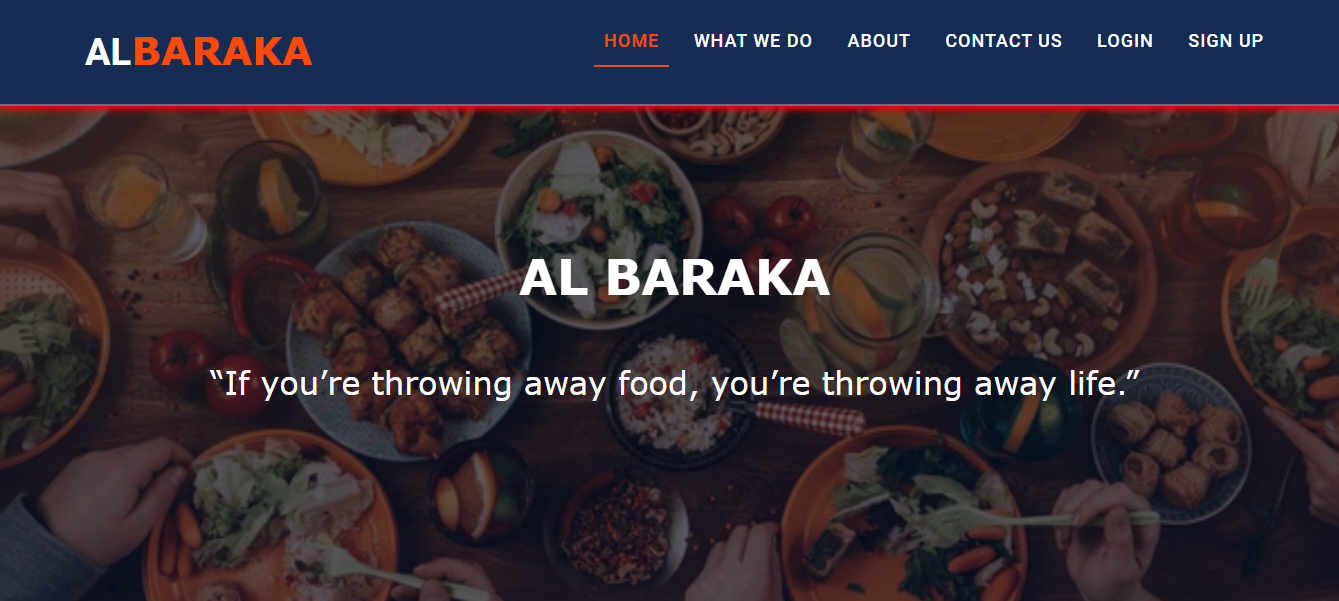 ALBARAKA
HOME WHAT WE DO ABOUT CONTACT US LOGIN SIGN UP
AL BARAKA
“If you’re throwing away food, you’re throwing away life.”